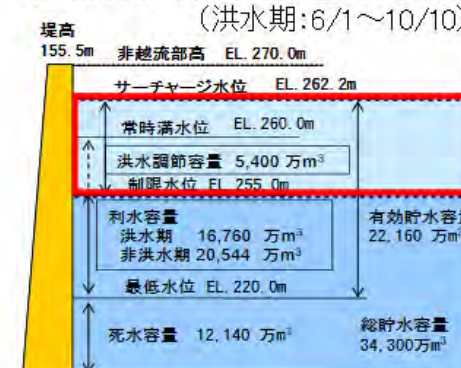 （洪水期:6/1～10/10）
堤高
155.5m 非越流部高 EL. 270.0m
サーチャージ水位 EL. 262.2m
常時満水位 EL. 260.0m
洪水調節容量 5,400 万m³
制限水位 EL 255.0m
利水容量
洪水期 16,760 万m³
非洪水期 20,544 万m³
有効貯水容
22,160 万m³
最低水位 EL. 220.0m
死水容量 12,140 万m³
総貯水容量
34,300万m³